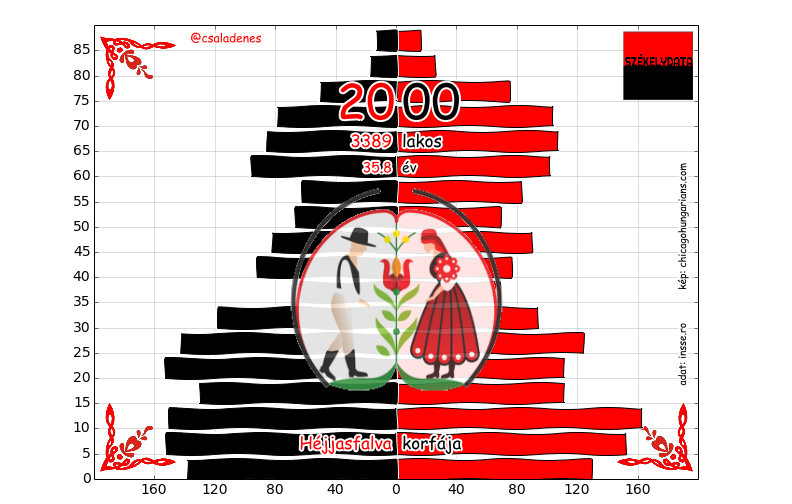 @csaladenes
SZÉKELYDATA
2000
3389 lakos
35.8 év
kép: chicagohungarians.com
adat: insse.ro
Héjjasfalva korfája
85
80
75
70
65
60
55
50
45
40
35
30
25
20
15
10
5
0
160 120 80 40 0 40 80 120 160